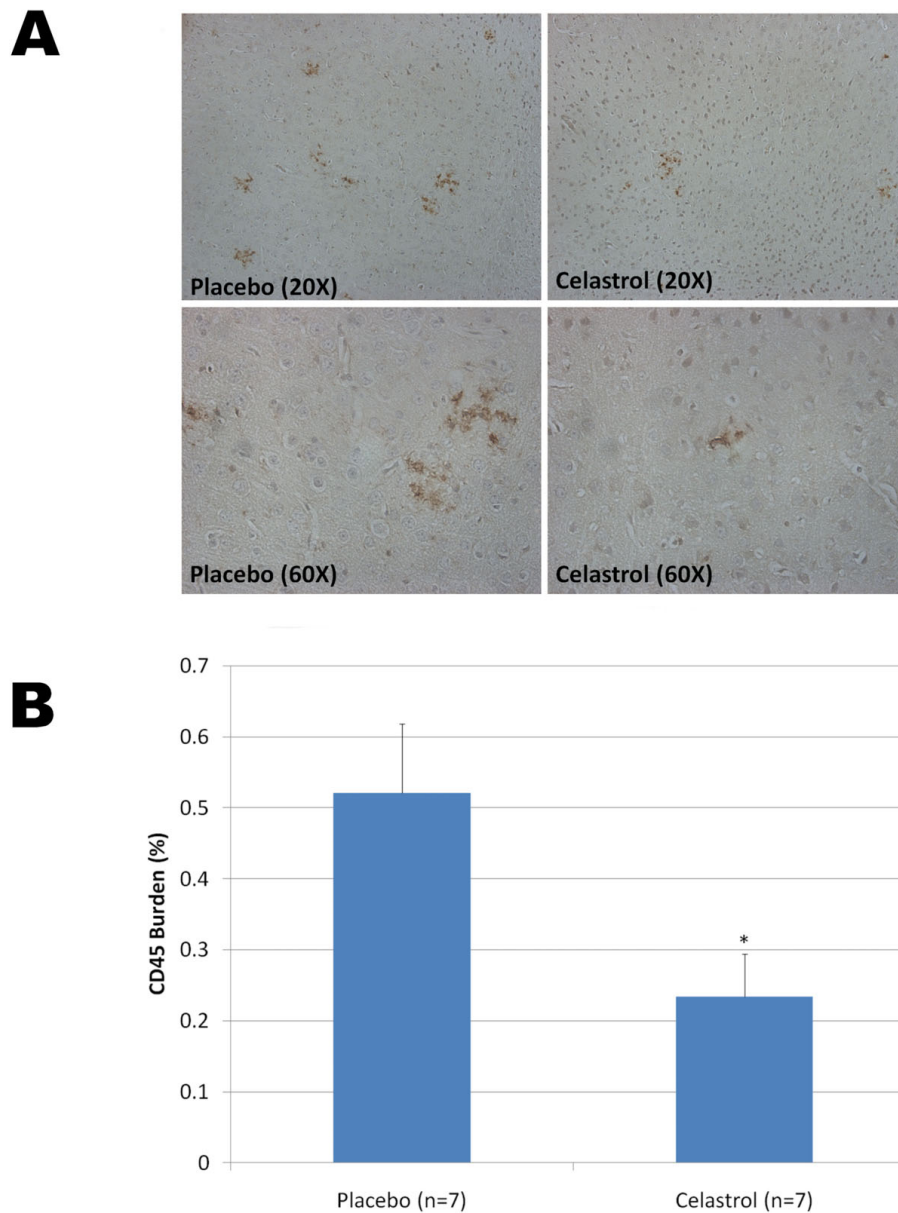 A
Placebo (20X)
Celastrol (20X)
Placebo (60X)
Celastrol (60X)
B
0.7
0.6
0.5
0.4
0.3
0.2
0.1
0
CD45 Burden (%)
*
Placebo (n=7)
Celastrol (n=7)